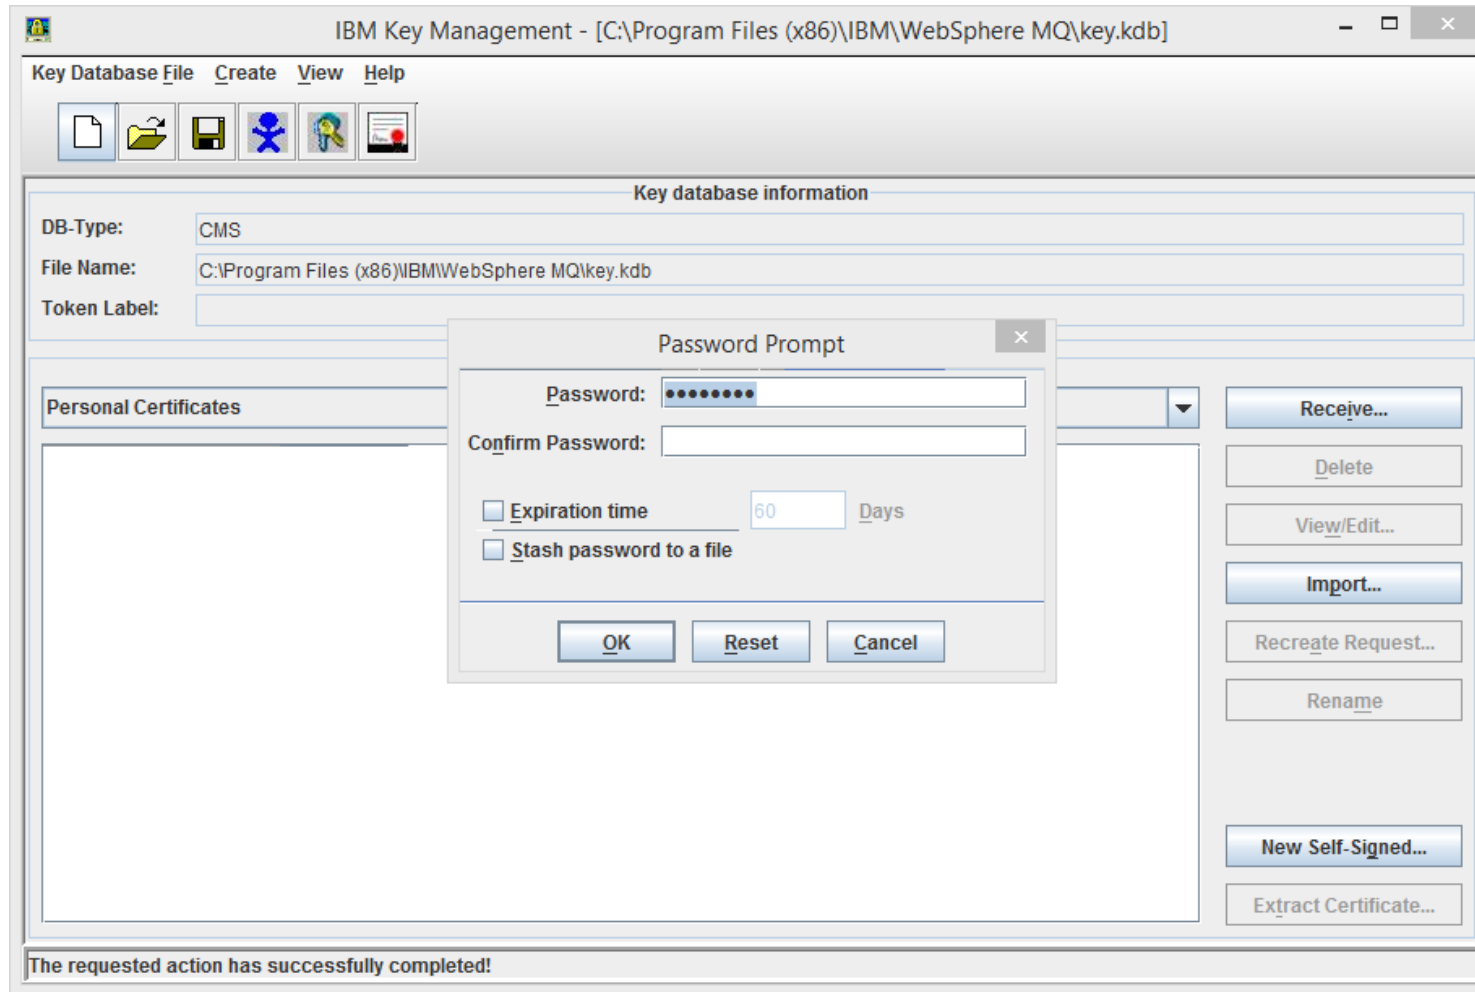 IBM Key Management - [C:\Program Files (x86)\IBM\WebSphere MQ\key.kdb]
Key Database File Create View Help
Key database information
DB-Type: CMS
File Name: C:\Program Files (x86)\IBM\WebSphere MQ\key.kdb
Token Label:
Password Prompt
Password: ••••••••
Confirm Password:
Expiration time 60 Days
Stash password to a file
OK Reset Cancel
Personal Certificates
Receive...
Delete
View/Edit...
Import...
Recreate Request...
Rename
New Self-Signed...
Extract Certificate...
The requested action has successfully completed!